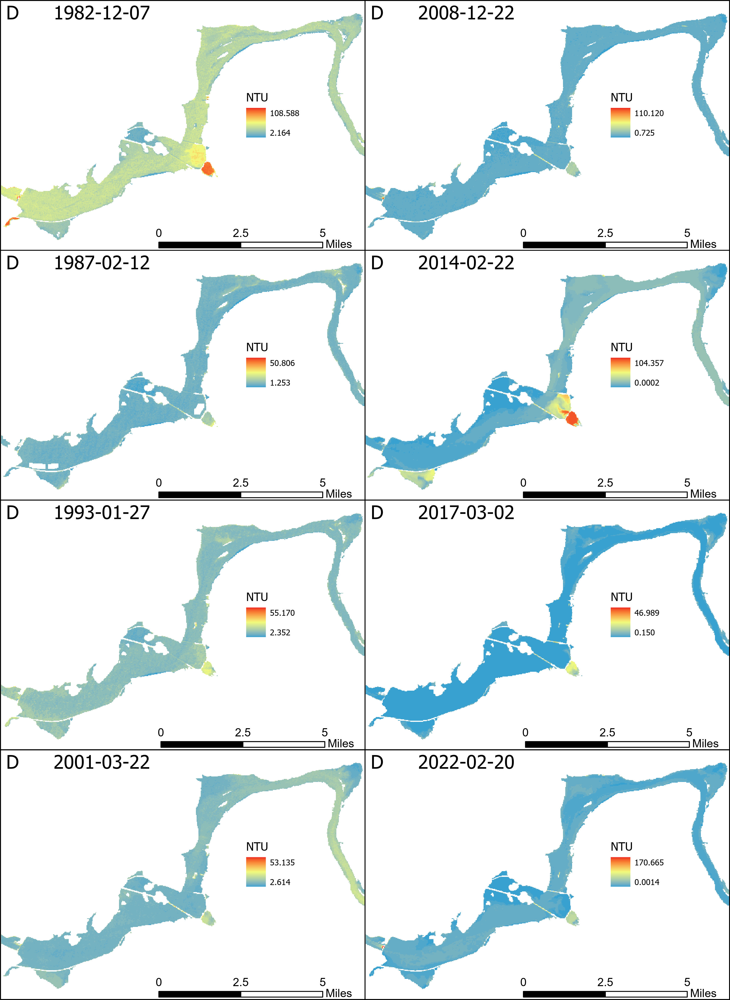 D 1982-12-07
NTU
108.588
2.164
0 2.5 5
Miles
D 2008-12-22
NTU
110.120
0.725
0 2.5 5
Miles
D 1987-02-12
NTU
50.806
1.253
0 2.5 5
Miles
D 2014-02-22
NTU
104.357
0.0002
0 2.5 5
Miles
D 1993-01-27
NTU
55.170
2.352
0 2.5 5
Miles
D 2017-03-02
NTU
46.989
0.150
0 2.5 5
Miles
D 2001-03-22
NTU
53.135
2.614
0 2.5 5
Miles
D 2022-02-20
NTU
170.665
0.0014
0 2.5 5
Miles